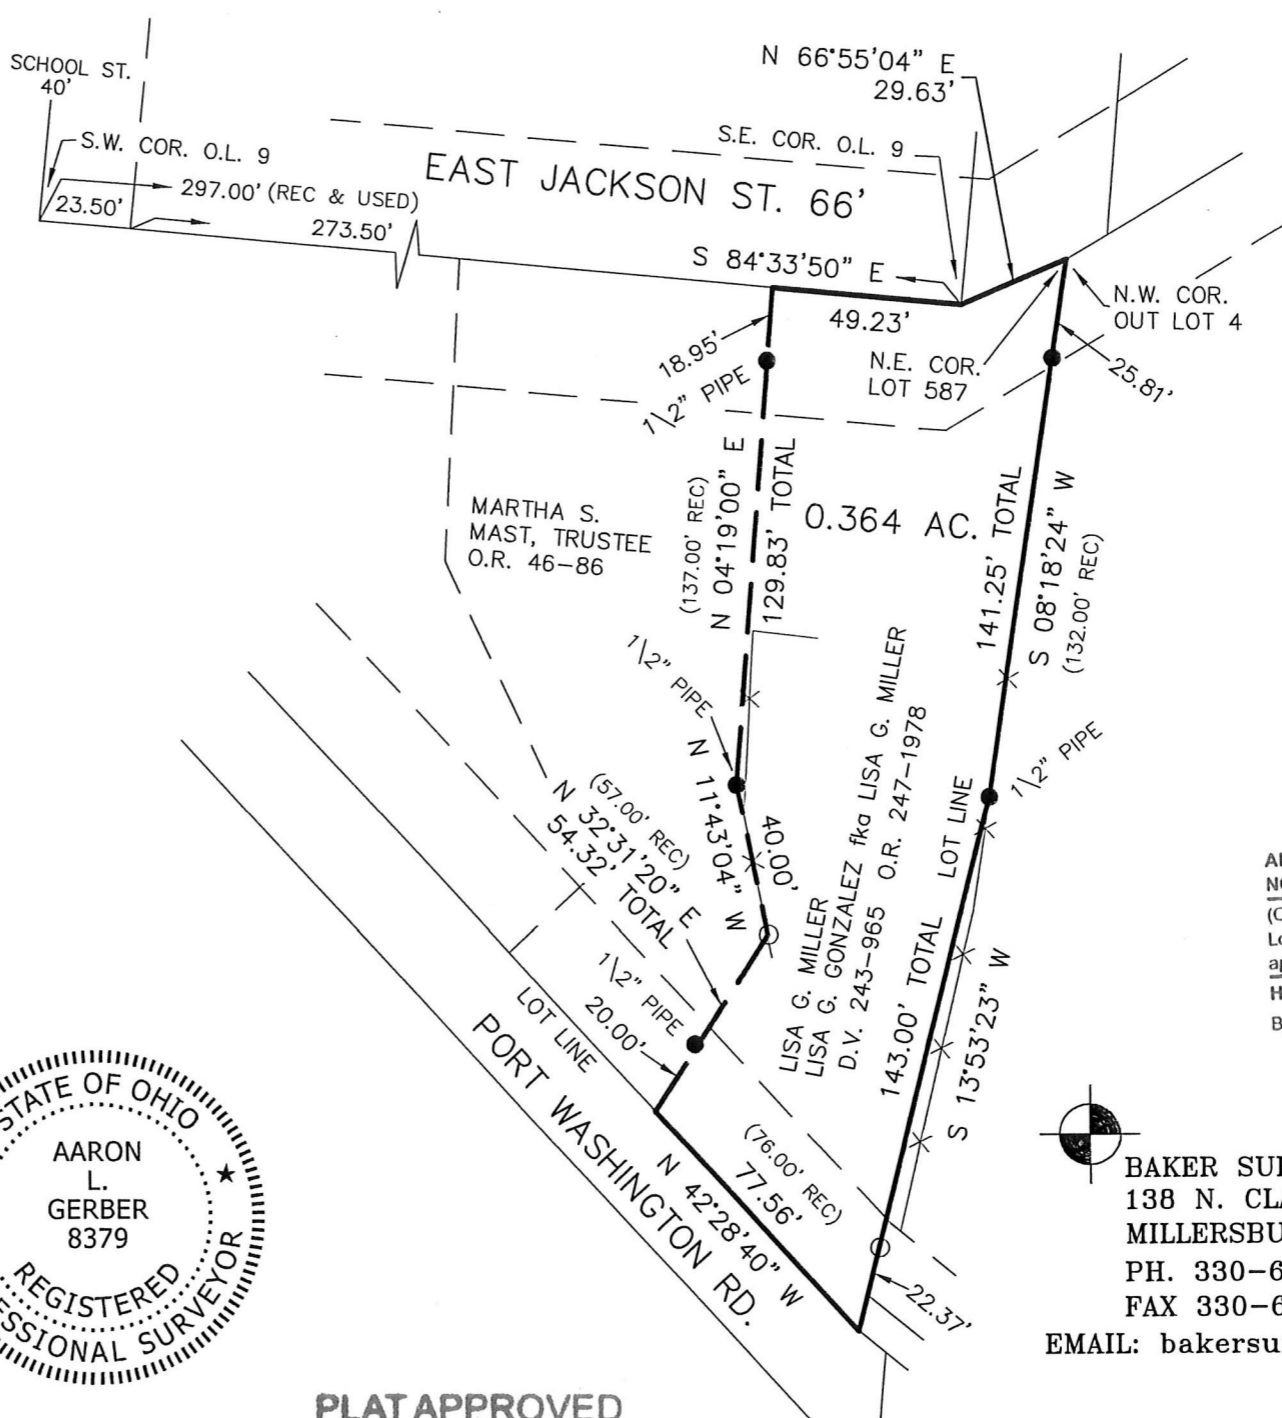 SCHOOL ST.
40'
S.W. COR. O.L. 9
297.00' (REC & USED)
23.50'
273.50'
EAST JACKSON ST. 66'
N 66°55'04" E
29.63'
S.E. COR. O.L. 9
S 84°33'50" E
49.23'
N.W. COR.
OUT LOT 4
N.E. COR.
LOT 587
25.81'
18.95'
1\2" PIPE
(137.00' REC)
N 04°19'00" E
129.83' TOTAL
0.364 AC.
141.25' TOTAL
S 08°18'24" W
(132.00' REC)
MARTHA S.
MAST, TRUSTEE
O.R. 46-86
1\2" PIPE
N 11°43'04" W
40.00'
(57.00' REC)
N 32°31'20" E
54.32' TOTAL
1\2" PIPE
20.00'
LISA G. MILLER
LISA G. GONZALEZ fka LISA G. MILLER
D.V. 243-965 O.R. 247-1978
143.00' TOTAL
LOT LINE
1\2" PIPE
S 13°53'23" W
LOT LINE
PORT WASHINGTON RD.
(76.00' REC)
77.56'
N 42°28'40" W
22.37'
STATE OF OHIO
AARON
L.
GERBER
8379
REGISTERED
ESSIONAL SURVEYOR
BAKER SU
138 N. CLA
MILLERSBU
PH. 330-6
FAX 330-6
EMAIL: bakersu
PLAT APPROVED